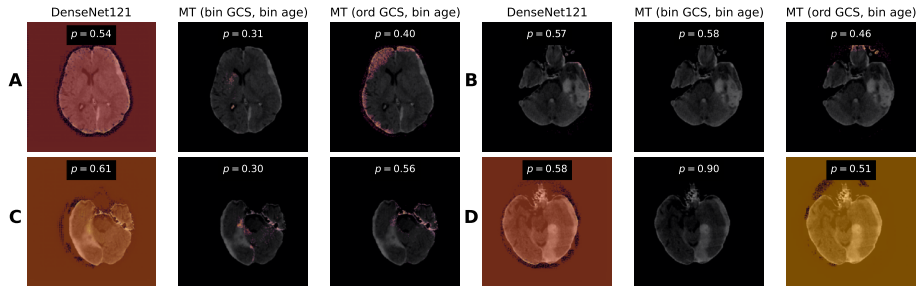 DenseNet121 MT (bin GCS, bin age) MT (ord GCS, bin age) DenseNet121 MT (bin GCS, bin age) MT (ord GCS, bin age)
A p = 0.54 p = 0.31 p = 0.40 B p = 0.57 p = 0.58 p = 0.46
C p = 0.61 p = 0.30 p = 0.56 D p = 0.58 p = 0.90 p = 0.51